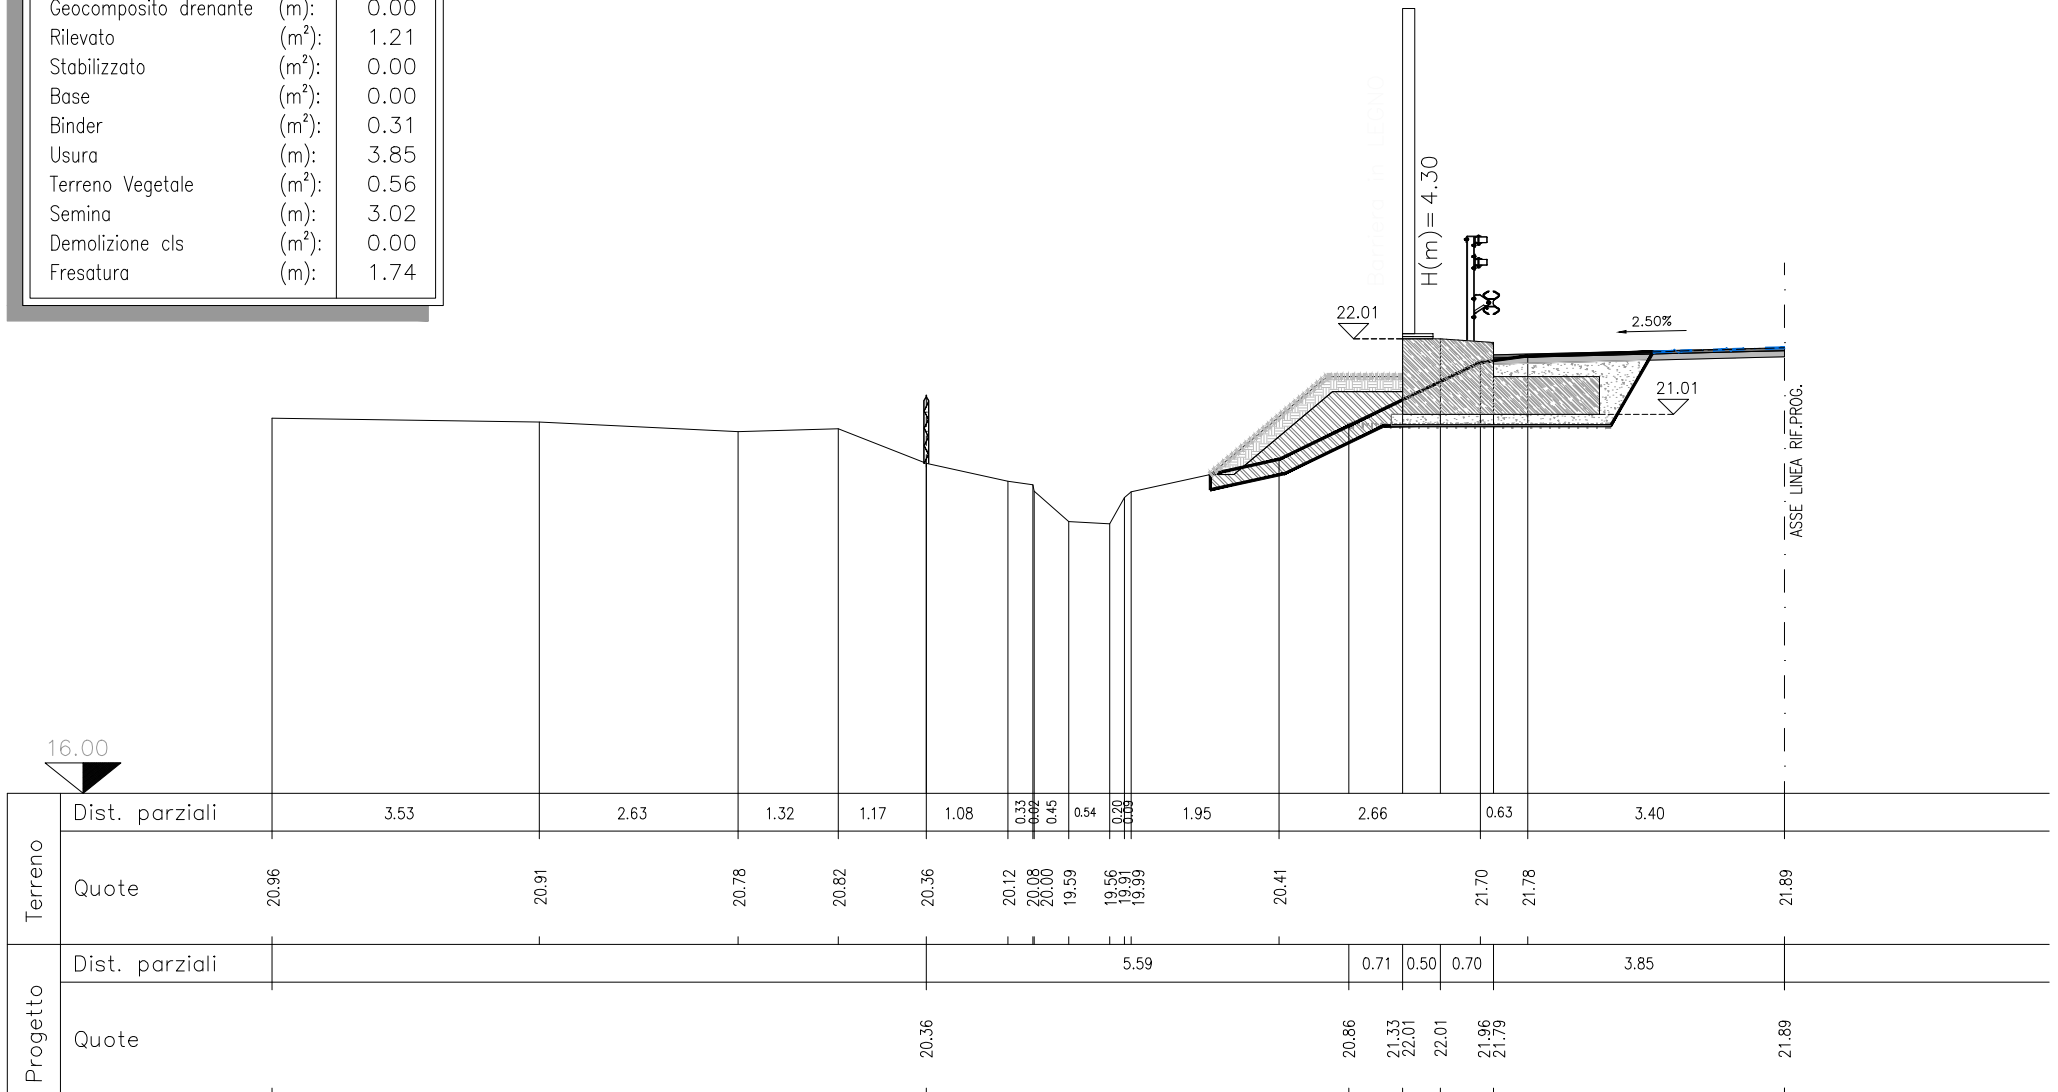 Geocomposito drenante (m): 0.00
Rilevato (m²): 1.21
Stabilizzato (m²): 0.00
Base (m²): 0.00
Binder (m²): 0.31
Usura (m): 3.85
Terreno Vegetale (m²): 0.56
Semina (m): 3.02
Demolizione cls (m²): 0.00
Fresatura (m): 1.74
Barriera in LEGNO
H(m)= 4.30
22.01
2.50%
21.01
ASSE LINEA RIF.PROG.
16.00
Terreno
Dist. parziali 3.53 2.63 1.32 1.17 1.08 0.33 0.02 0.45 0.54 0.20 0.09 1.95 2.66 0.63 3.40
Quote 20.96 20.91 20.78 20.82 20.36 20.12 20.08 20.00 19.59 19.56 19.91 19.99 20.41 21.70 21.78 21.89
Progetto
Dist. parziali 5.59 0.71 0.50 0.70 3.85
Quote 20.36 20.86 21.33 22.01 22.01 21.96 21.79 21.89